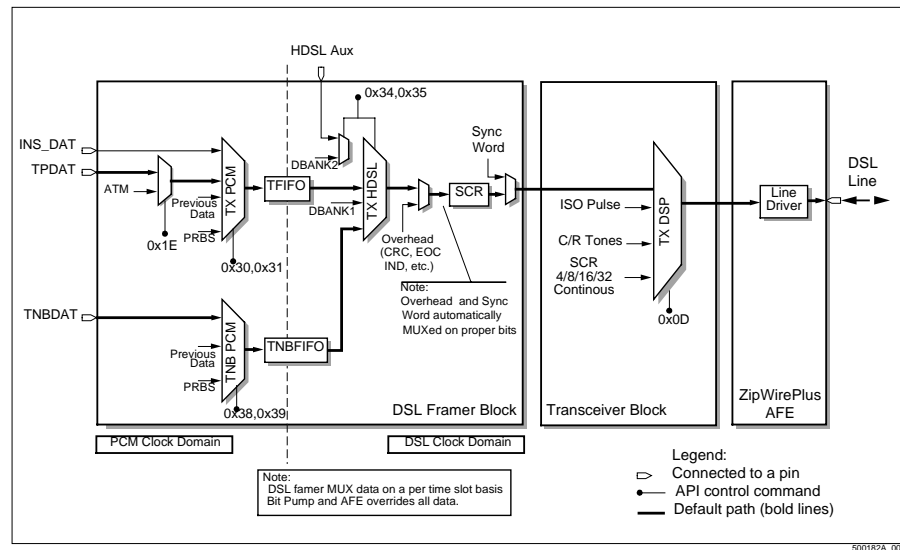 HDSL Aux
0x34,0x35
INS_DAT
TPDAT
ATM
0x1E
Previous
Data
PRBS
TX PCM
0x30,0x31
TFIFO
DBANK2
DBANK1
TX HDSL
Sync
Word
SCR
Overhead
(CRC, EOC
IND, etc.)
Note:
Overhead and Sync
Word automatically
MUXed on proper bits
TNBDAT
Previous
Data
PRBS
TNB PCM
0x38,0x39
TNBFIFO
DSL Framer Block
ISO Pulse
C/R Tones
SCR
4/8/16/32
Continous
TX DSP
0x0D
Transceiver Block
Line
Driver
DSL
Line
ZipWirePlus
AFE
PCM Clock Domain
DSL Clock Domain
Note:
DSL famer MUX data on a per time slot basis
Bit Pump and AFE overrides all data.
Legend:
Connected to a pin
API control command
Default path (bold lines)